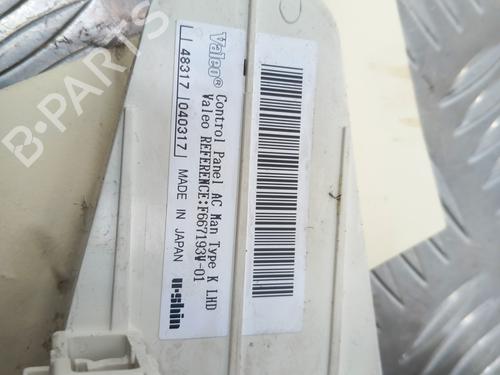 Valeo®
Control Panel AC Man Type K LHD
Valeo REFERENCE:F667193W-01
L 48317 040317 MADE IN JAPAN
u-shin
B-PARTS